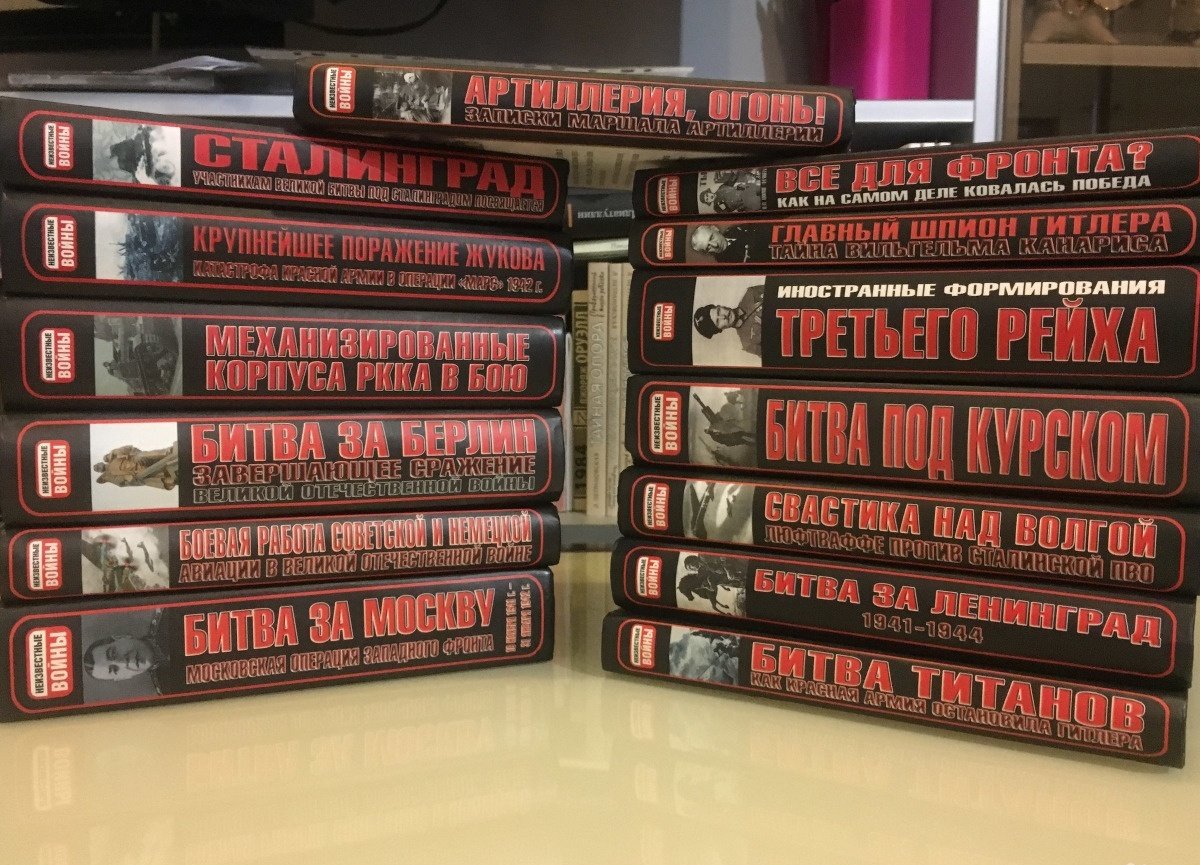 НЕИЗВЕСТНЫЕ
ВОЙНЫ
АРТИЛЛЕРИЯ, ОГОНЬ!
ЗАПИСКИ МАРШАЛА АРТИЛЛЕРИИ
НЕИЗВЕСТНЫЕ
ВОЙНЫ
СТАЛИНГРАД
УЧАСТНИКАМ ВЕЛИКОЙ БИТВЫ ПОД СТАЛИНГРАДОМ ПОСВЯЩАЕТСЯ
НЕИЗВЕСТНЫЕ
ВОЙНЫ
КРУПНЕЙШЕЕ ПОРАЖЕНИЕ ЖУКОВА
КАТАСТРОФА КРАСНОЙ АРМИИ В ОПЕРАЦИИ «МАРС» 1942 г.
НЕИЗВЕСТНЫЕ
ВОЙНЫ
МЕХАНИЗИРОВАННЫЕ
КОРПУСА РККА В БОЮ
НЕИЗВЕСТНЫЕ
ВОЙНЫ
БИТВА ЗА БЕРЛИН
ЗАВЕРШАЮЩЕЕ СРАЖЕНИЕ
ВЕЛИКОЙ ОТЕЧЕСТВЕННОЙ ВОЙНЫ
НЕИЗВЕСТНЫЕ
ВОЙНЫ
БОЕВАЯ РАБОТА СОВЕТСКОЙ И НЕМЕЦКОЙ
АВИАЦИИ В ВЕЛИКОЙ ОТЕЧЕСТВЕННОЙ ВОЙНЕ
НЕИЗВЕСТНЫЕ
ВОЙНЫ
БИТВА ЗА МОСКВУ
МОСКОВСКАЯ ОПЕРАЦИЯ ЗАПАДНОГО ФРОНТА
НЕИЗВЕСТНЫЕ
ВОЙНЫ
ВСЕ ДЛЯ ФРОНТА?
КАК НА САМОМ ДЕЛЕ КОВАЛАСЬ ПОБЕДА
НЕИЗВЕСТНЫЕ
ВОЙНЫ
ГЛАВНЫЙ ШПИОН ГИТЛЕРА
ТАЙНА ВИЛЬГЕЛЬМА КАНАРИСА
НЕИЗВЕСТНЫЕ
ВОЙНЫ
ИНОСТРАННЫЕ ФОРМИРОВАНИЯ
ТРЕТЬЕГО РЕЙХА
НЕИЗВЕСТНЫЕ
ВОЙНЫ
БИТВА ПОД КУРСКОМ
НЕИЗВЕСТНЫЕ
ВОЙНЫ
СВАСТИКА НАД ВОЛГОЙ
ЛЮФТВАФФЕ ПРОТИВ СТАЛИНСКОЙ ПВО
НЕИЗВЕСТНЫЕ
ВОЙНЫ
БИТВА ЗА ЛЕНИНГРАД
1941-1944
НЕИЗВЕСТНЫЕ
ВОЙНЫ
БИТВА ТИТАНОВ
КАК КРАСНАЯ АРМИЯ ОСТАНОВИЛА ГИТЛЕРА
1984
ОРУЭЛЛ